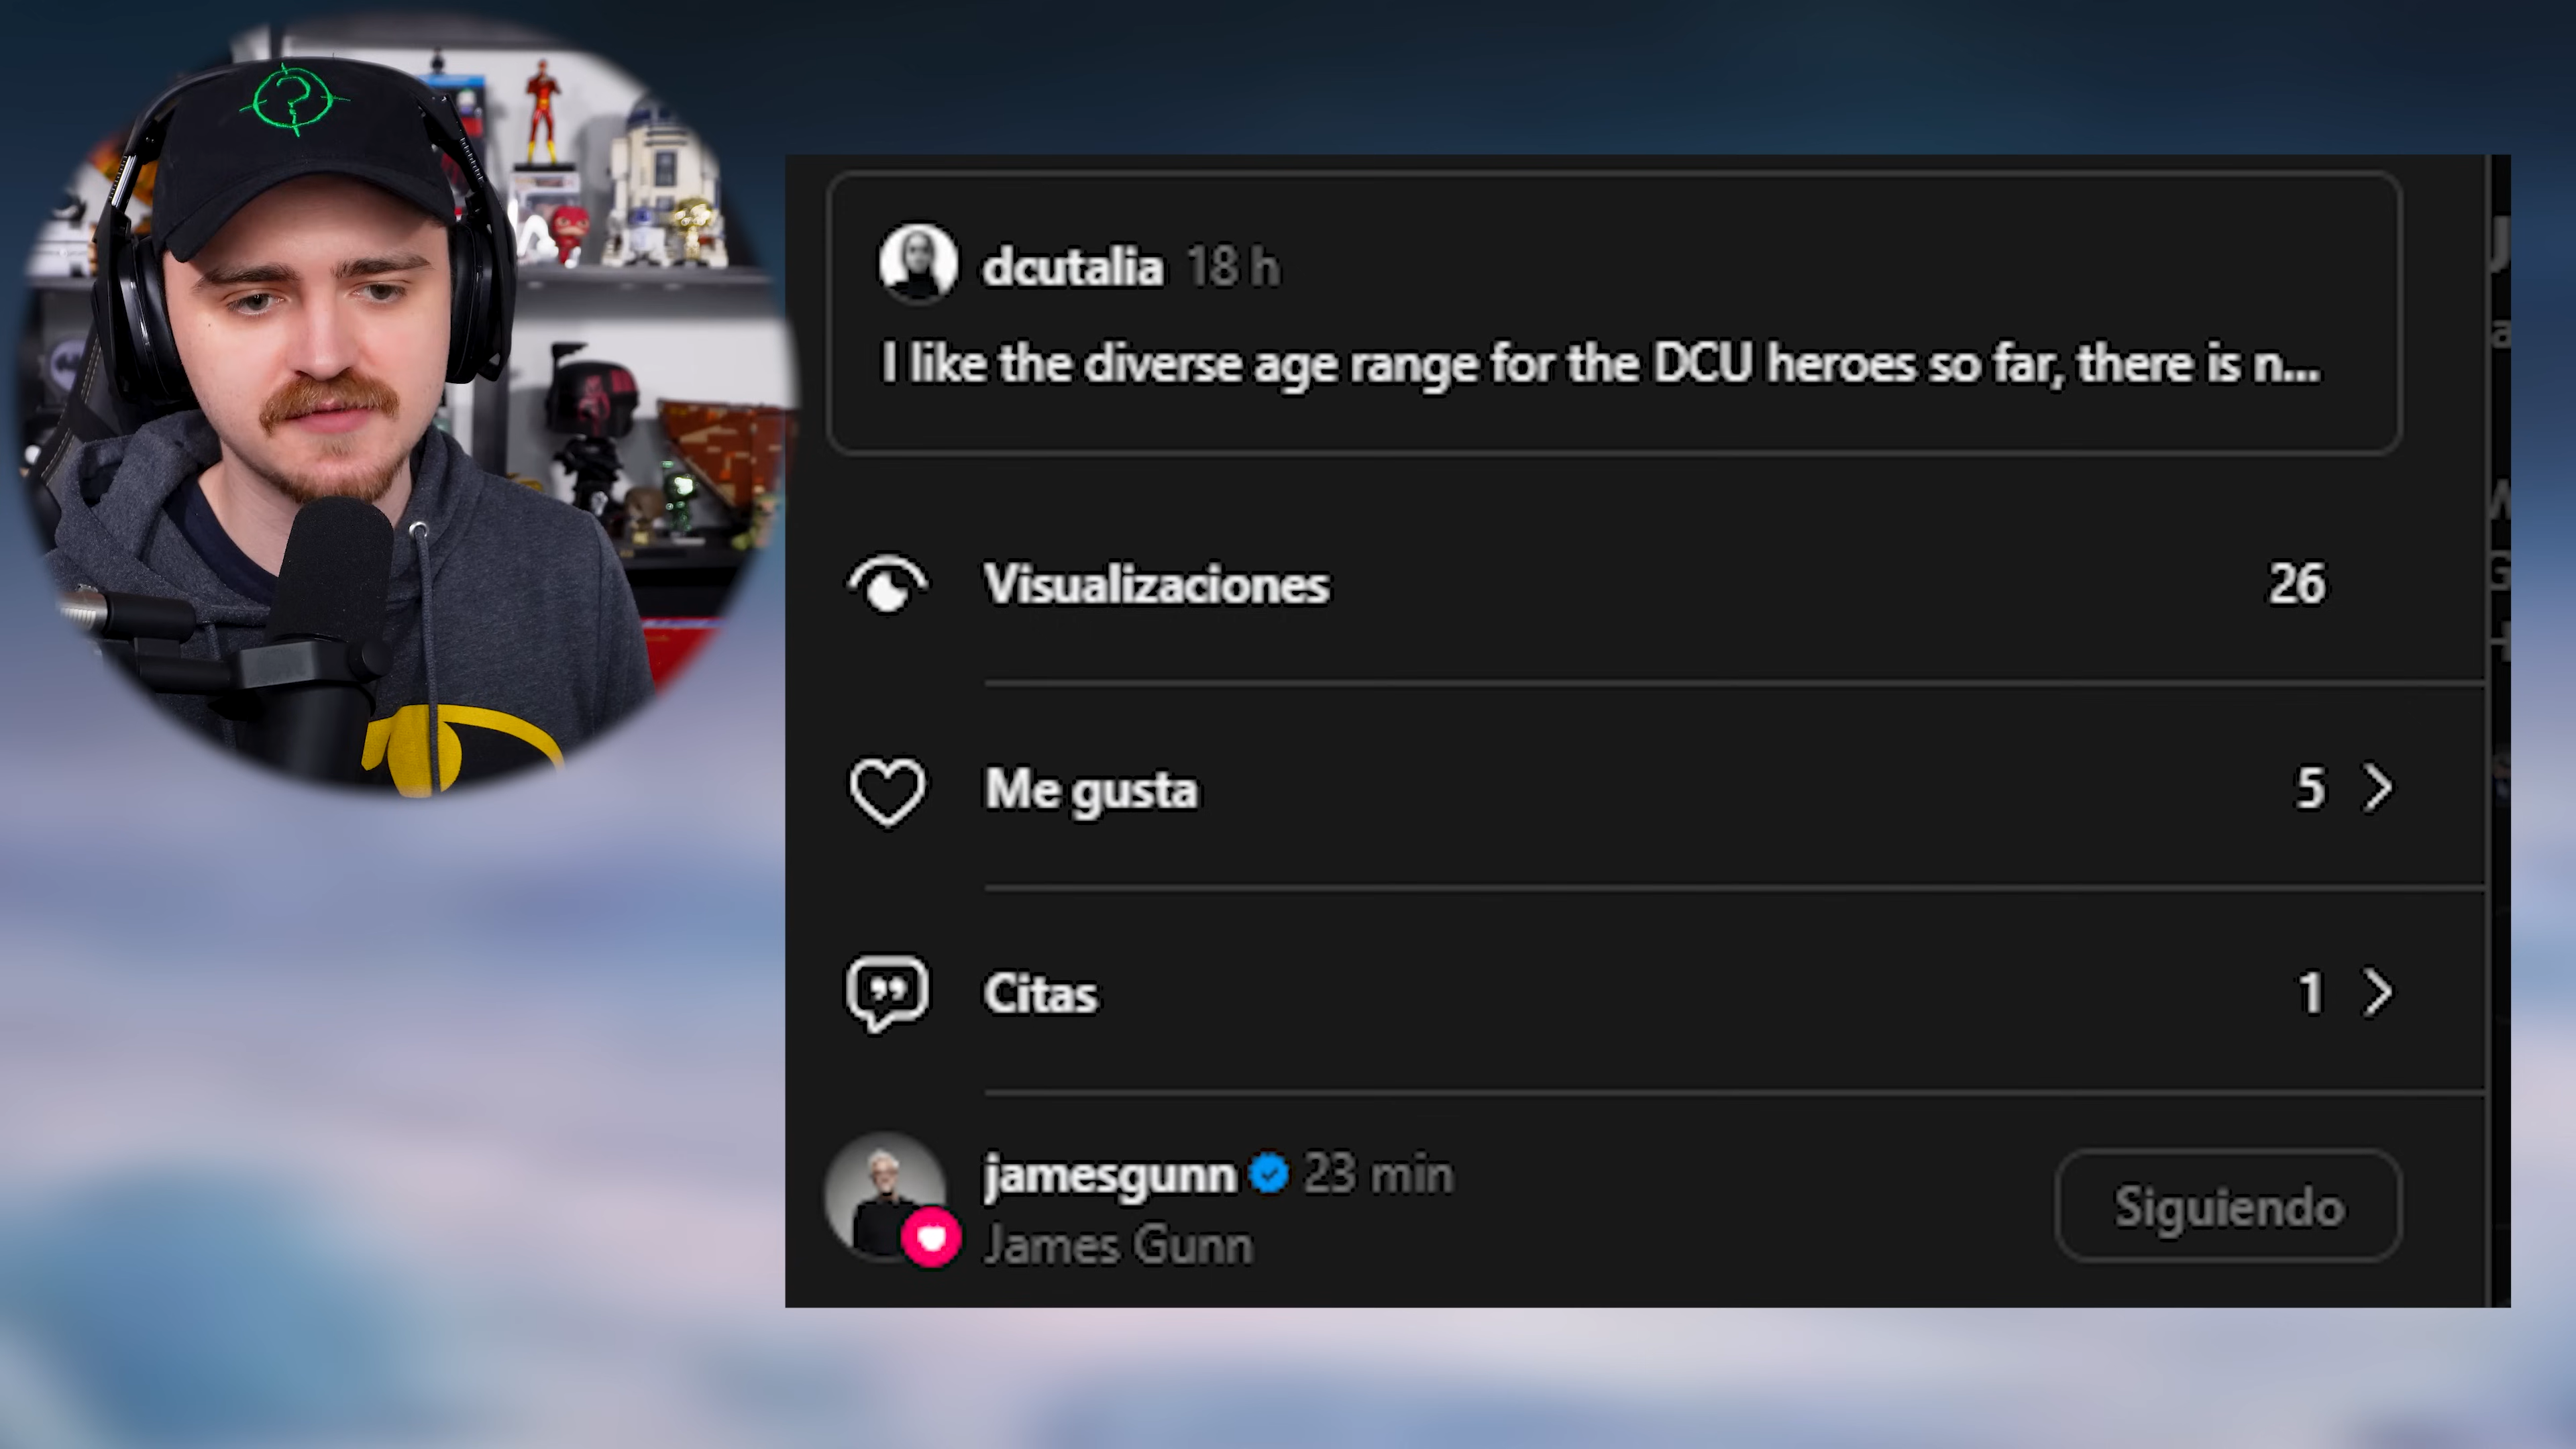 dcutalia 18 h
I like the diverse age range for the DCU heroes so far, there is n...
Visualizaciones 26
Me gusta 5
Citas 1
jamesgunn 23 min
James Gunn
Siguiendo